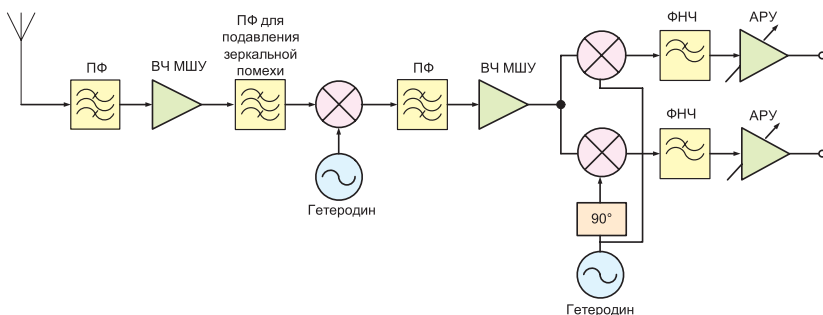 ПФ
ВЧ МШУ
ПФ для
подавления
зеркальной
помехи
Гетеродин
ПФ
ВЧ МШУ
ФНЧ
АРУ
ФНЧ
АРУ
90°
Гетеродин